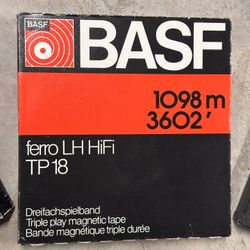 BASF
BASF
1098 m
3602'
ferro LH HiFi
TP 18
Dreifachspielband
Triple play magnetic tape
Bande magnétique triple durée